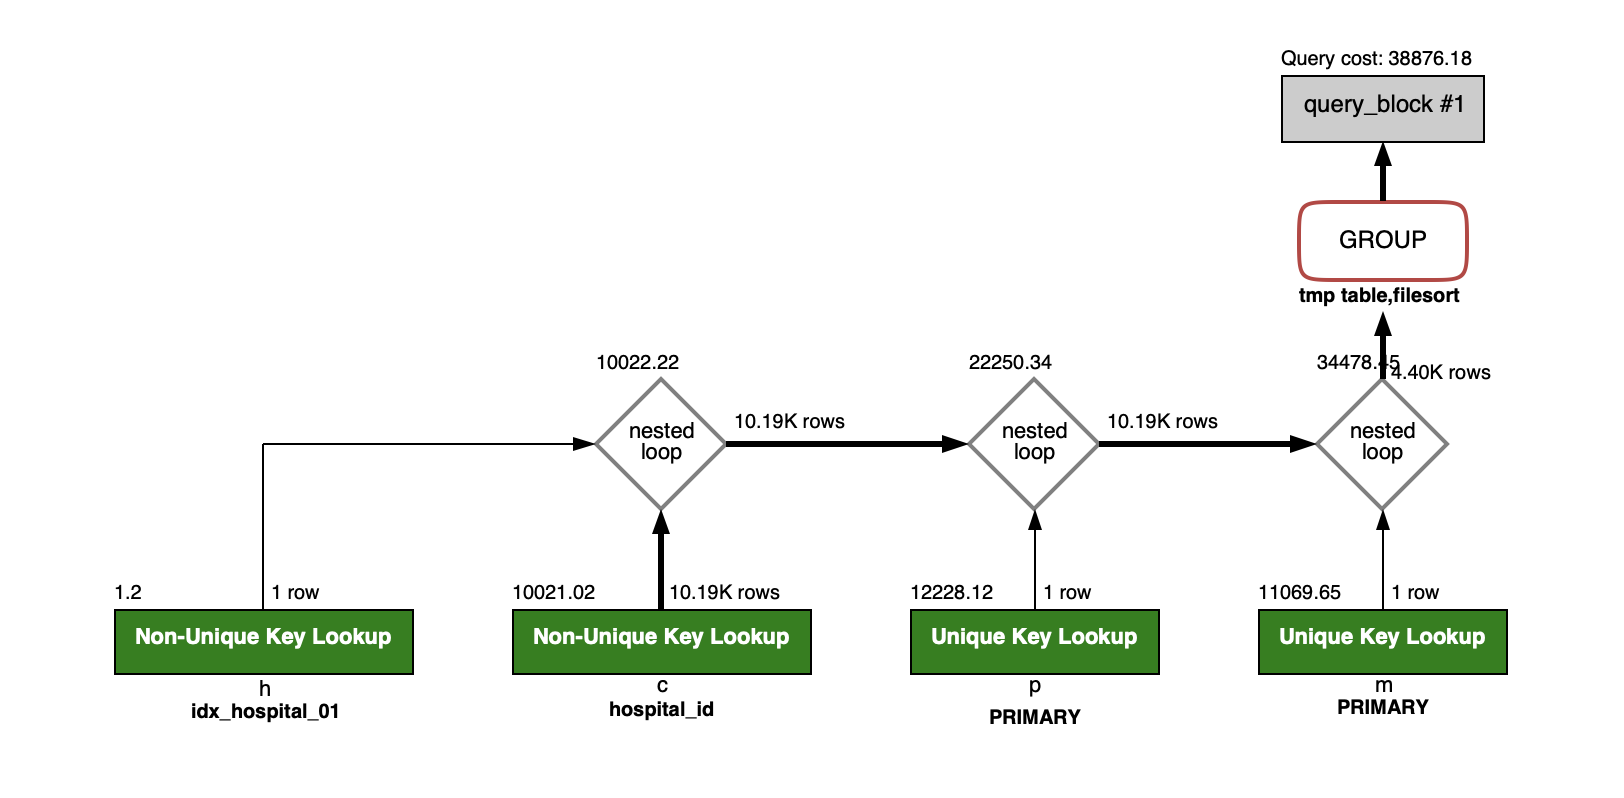 Query cost: 38876.18
query_block #1
GROUP
tmp table,filesort
10022.22
22250.34
34478.45
4.40K rows
nested
loop
10.19K rows
nested
loop
10.19K rows
nested
loop
1.2
1 row
10021.02
10.19K rows
12228.12
1 row
11069.65
1 row
Non-Unique Key Lookup
Non-Unique Key Lookup
Unique Key Lookup
Unique Key Lookup
h
c
p
m
idx_hospital_01
hospital_id
PRIMARY
PRIMARY